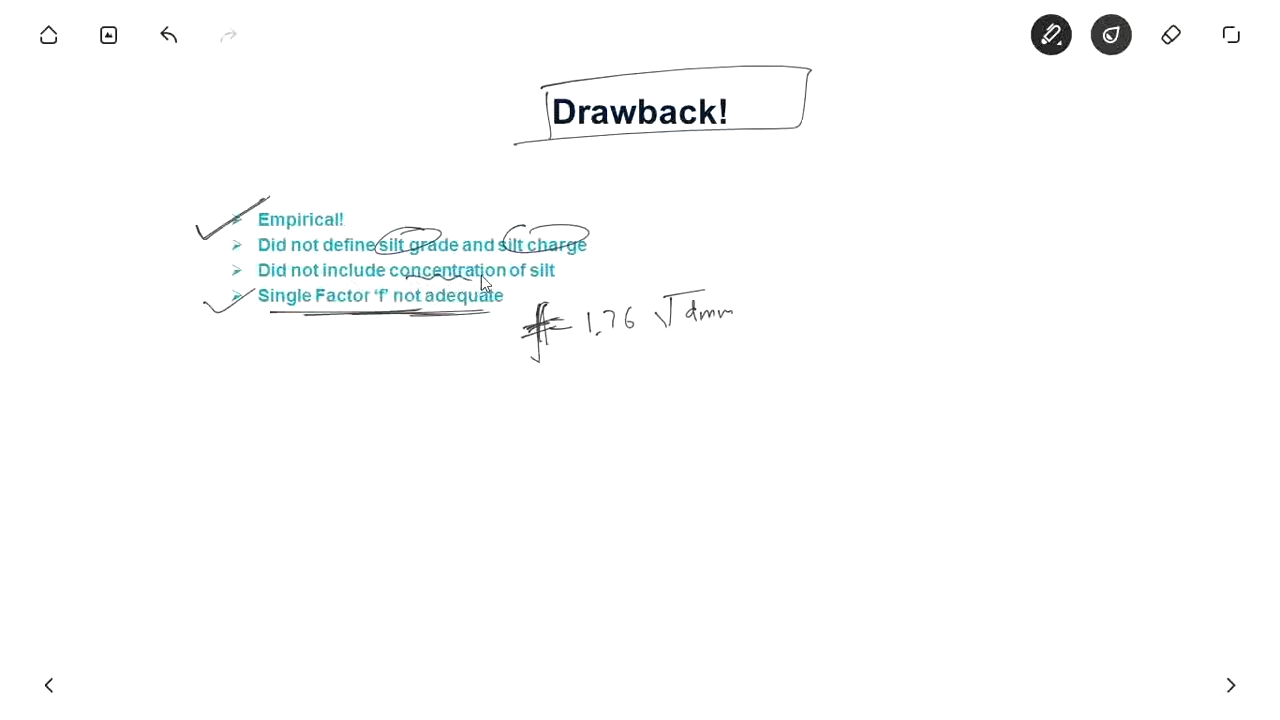 Drawback!
Empirical!
Did not define silt grade and silt charge
Did not include concentration of silt
Single Factor ‘f’ not adequate
f = 1.76 √dmm